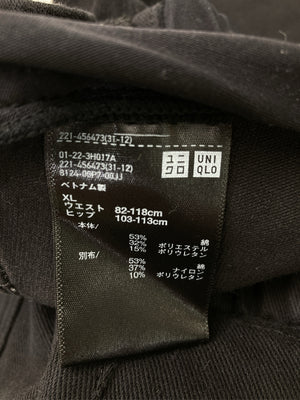 221-456473(31-12)
01-22-3H017A
221-456473(31-12)
ユニ
クロ
UNI
QLO
ベトナム製
XL
ウエスト 82-118cm
ヒップ 103-113cm
本体/
53% 綿
32% ポリエステル
15% ポリウレタン
別布/
53% 綿
37% ナイロン
10% ポリウレタン